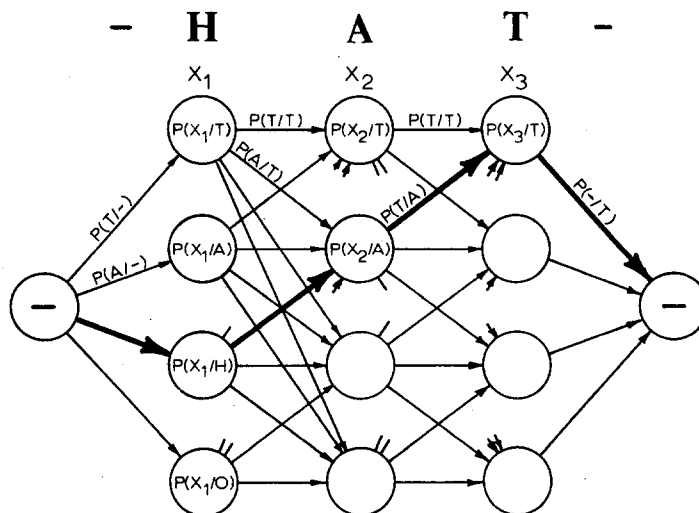 – H A T –
X1 X2 X3
P(X1/T) P(T/T) P(X2/T) P(T/T) P(X3/T)
P(A/T)
P(T/–) P(T/A) P(–/T)
P(X1/A) P(X2/A)
P(A/–)
– –
P(X1/H)
P(X1/O)